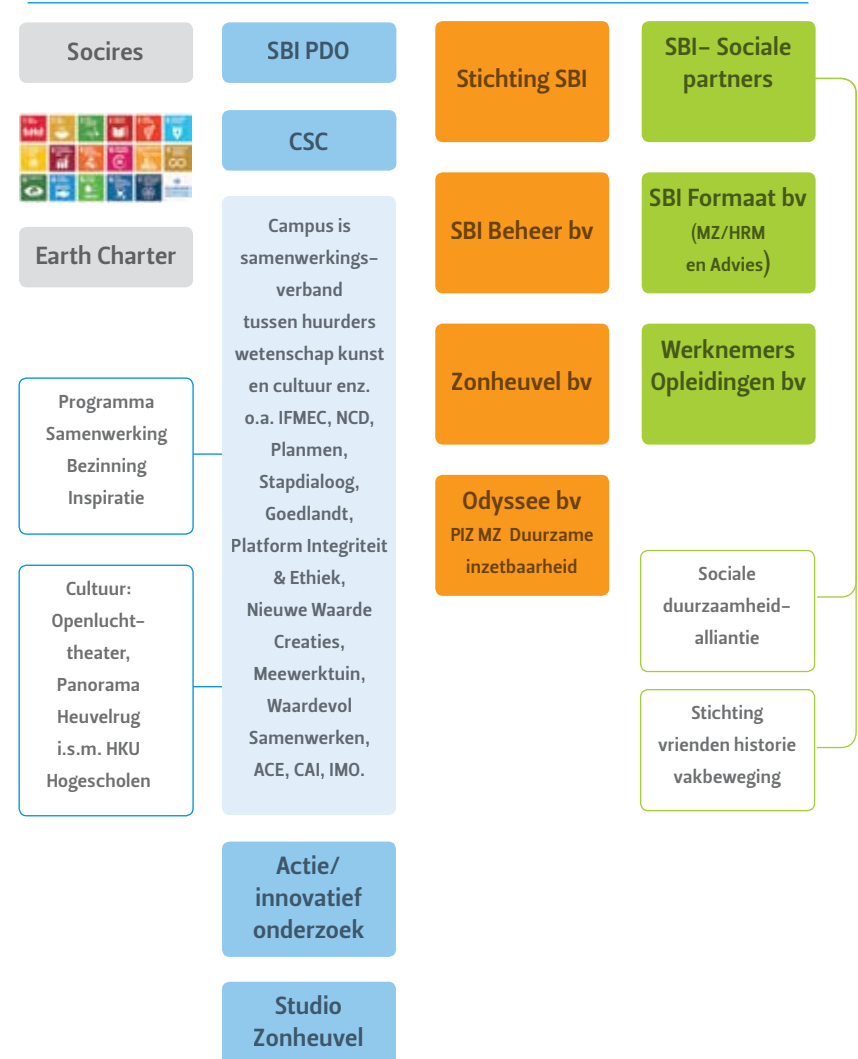 Socires
Earth Charter
Programma
Samenwerking
Bezinning
Inspiratie
Cultuur:
Openlucht–
theater,
Panorama
Heuvelrug
i.s.m. HKU
Hogescholen
SBI PDO
CSC
Campus is
samenwerkings–
verband
tussen huurders
wetenschap kunst
en cultuur enz.
o.a. IFMEC, NCD,
Planmen,
Stapdialoog,
Goedlandt,
Platform Integriteit
& Ethiek,
Nieuwe Waarde
Creaties,
Meewerktuin,
Waardevol
Samenwerken,
ACE, CAI, IMO.
Actie/
innovatief
onderzoek
Studio
Zonheuvel
Stichting SBI
SBI Beheer bv
Zonheuvel bv
Odyssee bv
PIZ MZ Duurzame
inzetbaarheid
SBI– Sociale
partners
SBI Formaat bv
(MZ/HRM
en Advies)
Werknemers
Opleidingen bv
Sociale
duurzaamheid–
alliantie
Stichting
vrienden historie
vakbeweging